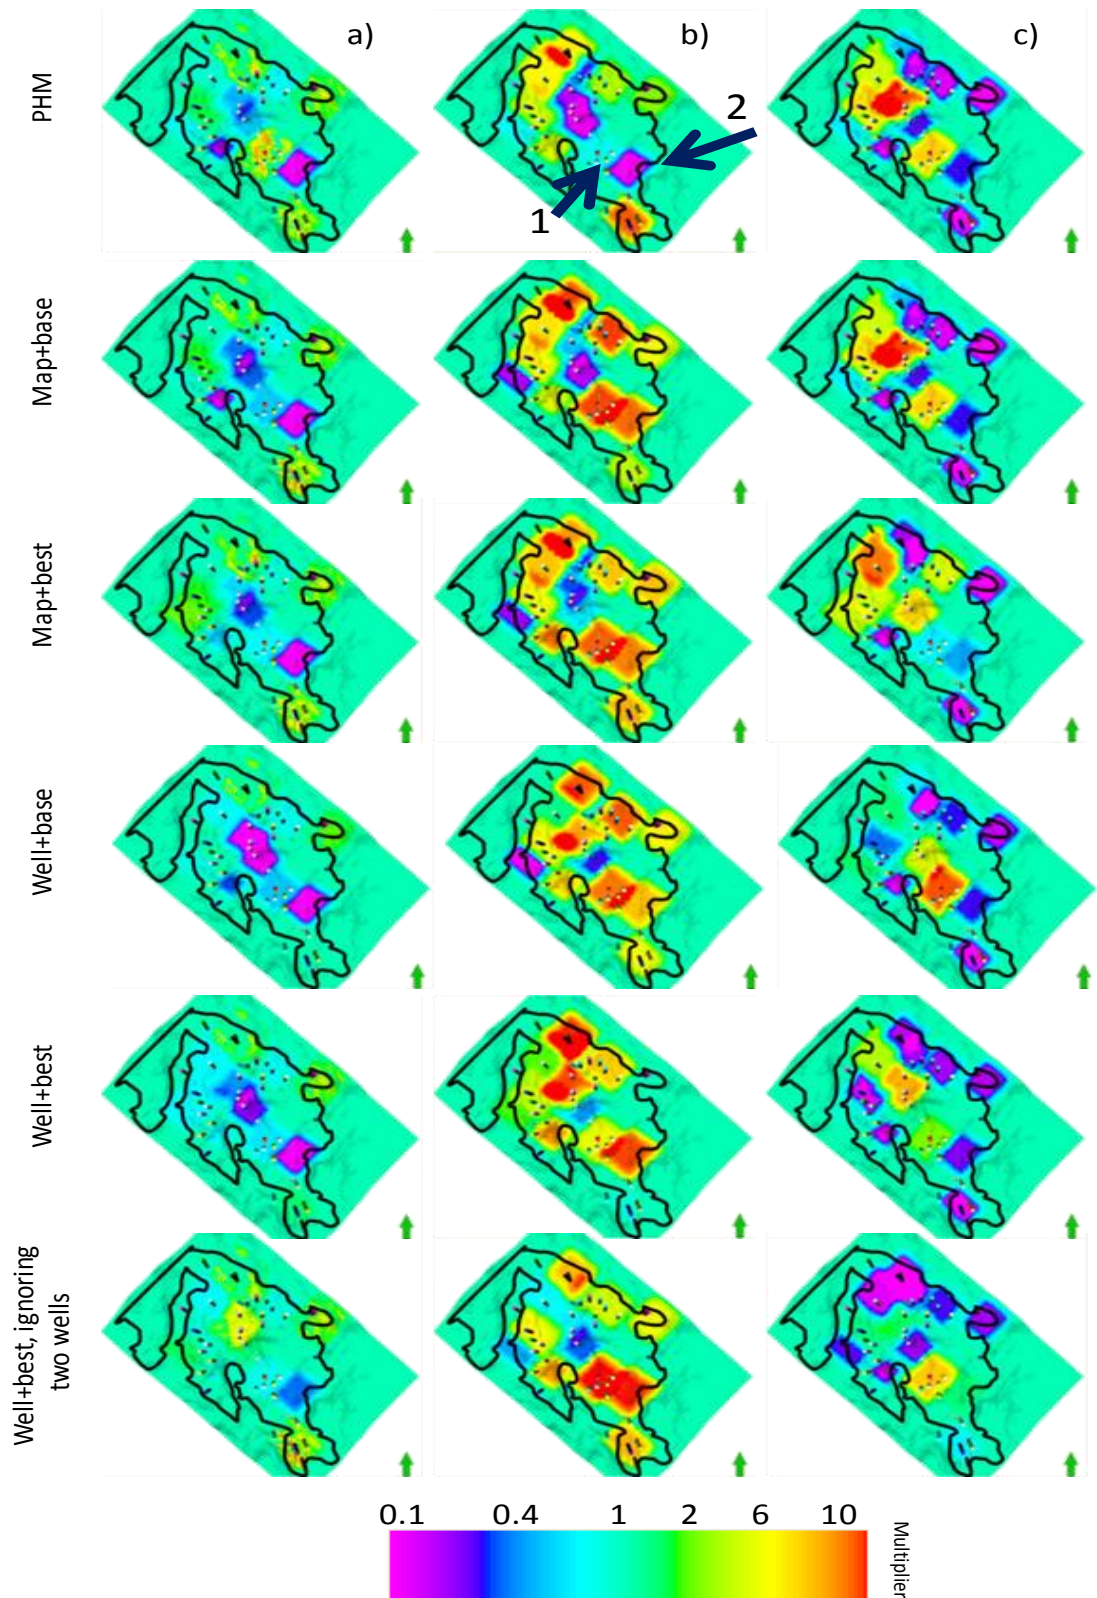 a)
b)
c)
PHM
2
1
Map+base
Map+best
Well+base
Well+best
Well+best, ignoring
two wells
0.1 0.4 1 2 6 10
Multiplier